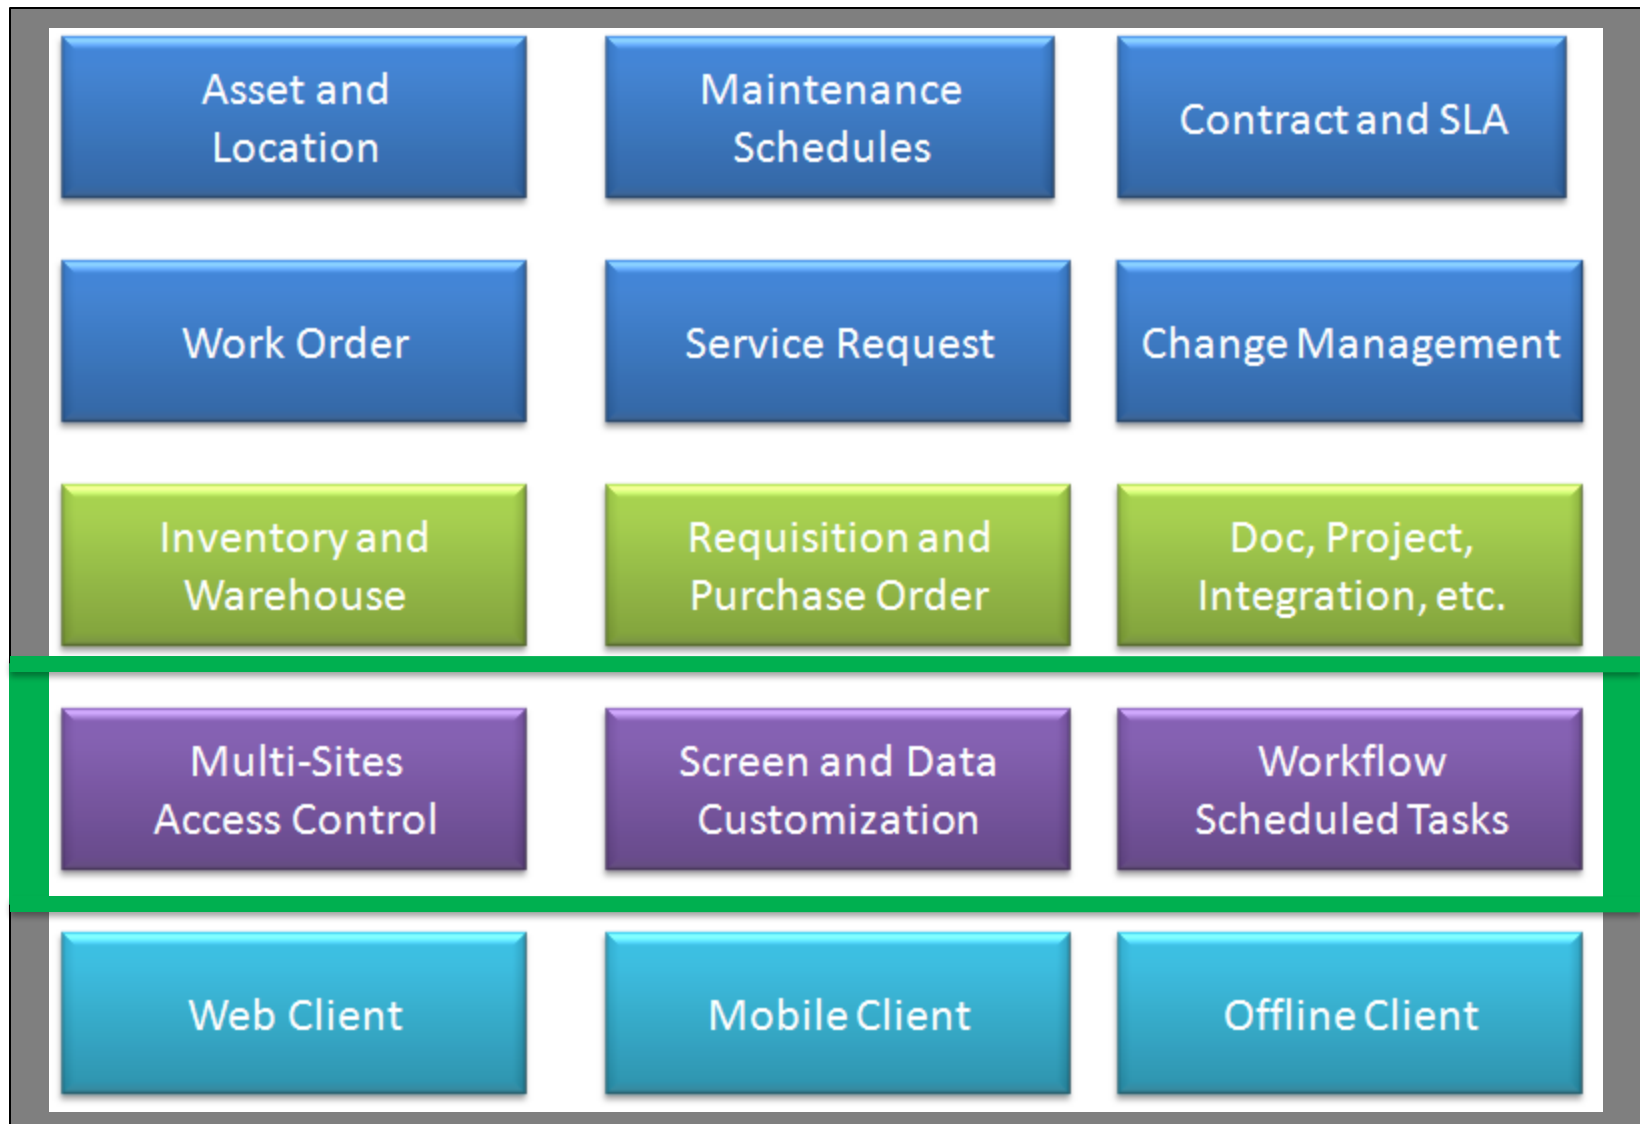 Asset and
Location
Maintenance
Schedules
Contract and SLA
Work Order
Service Request
Change Management
Inventory and
Warehouse
Requisition and
Purchase Order
Doc, Project,
Integration, etc.
Multi-Sites
Access Control
Screen and Data
Customization
Workflow
Scheduled Tasks
Web Client
Mobile Client
Offline Client